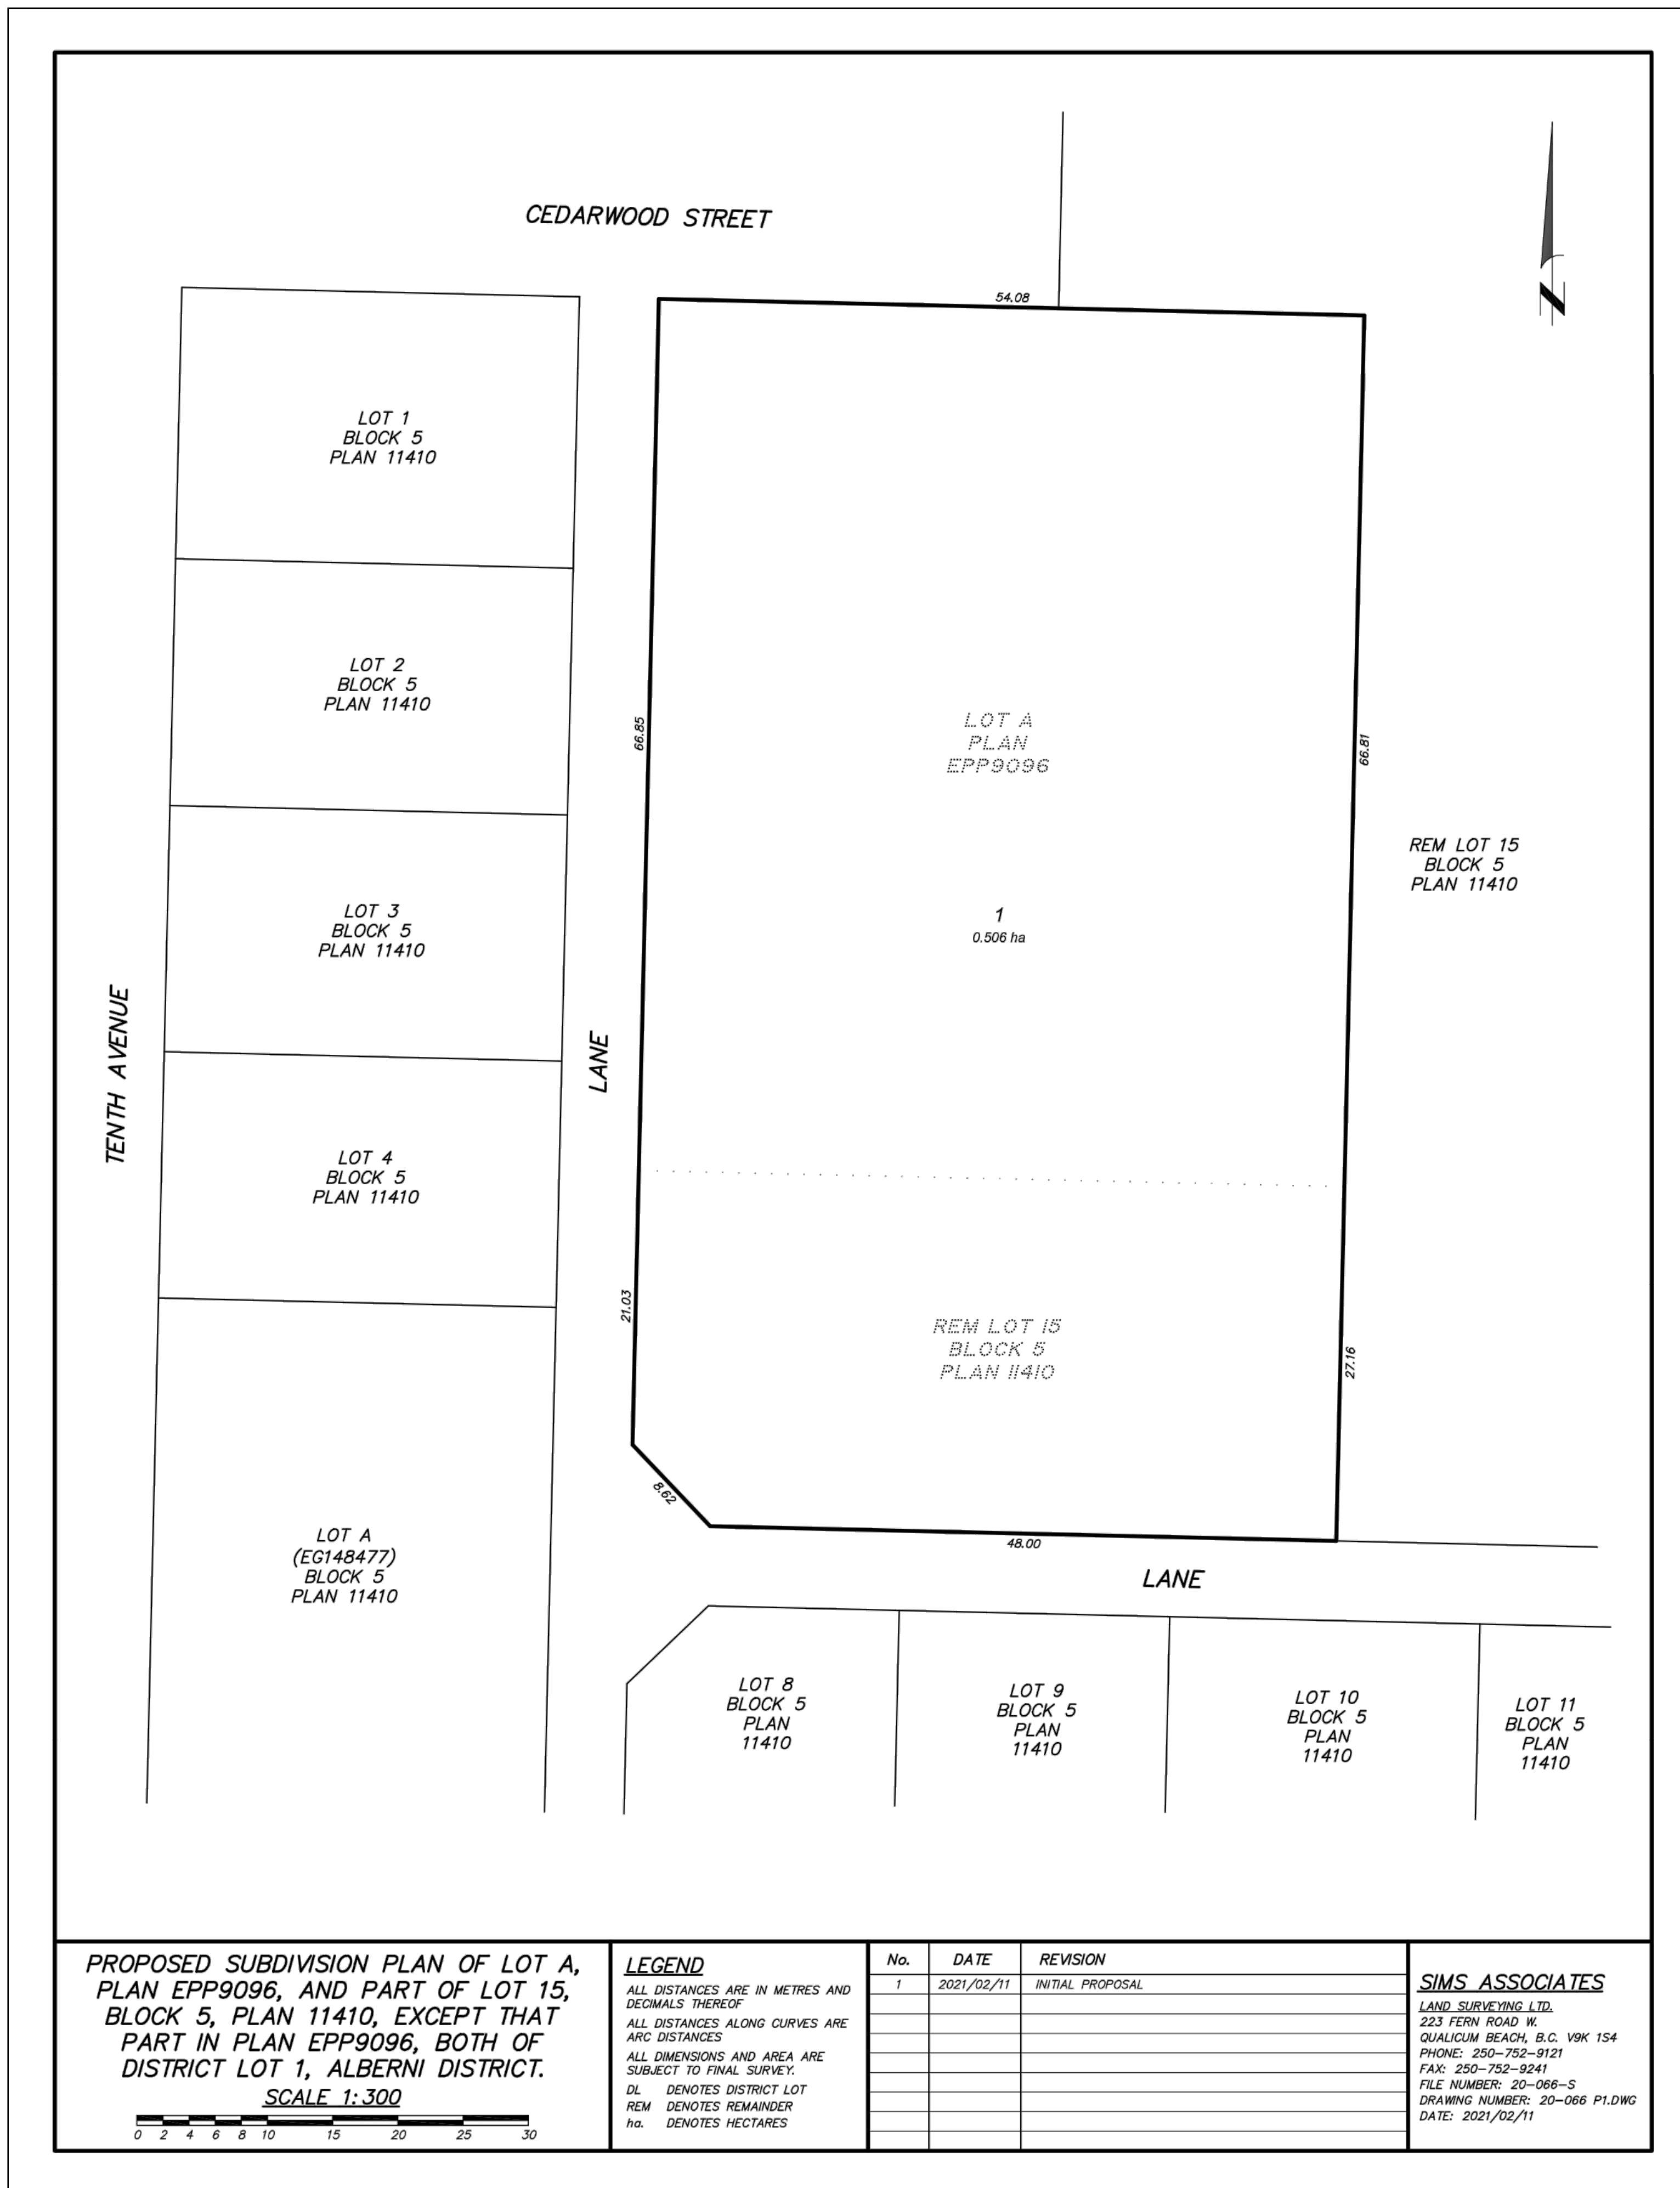 CEDARWOOD STREET
54.08
N
LOT 1
BLOCK 5
PLAN 11410
LOT 2
BLOCK 5
PLAN 11410
66.85
LOT A
PLAN
EPP9096
66.81
REM LOT 15
BLOCK 5
PLAN 11410
LOT 3
BLOCK 5
PLAN 11410
1
0.506 ha
TENTH AVENUE
LANE
LOT 4
BLOCK 5
PLAN 11410
21.03
REM LOT 15
BLOCK 5
PLAN 11410
27.16
8.62
48.00
LOT A
(EG148477)
BLOCK 5
PLAN 11410
LANE
LOT 8
BLOCK 5
PLAN
11410
LOT 9
BLOCK 5
PLAN
11410
LOT 10
BLOCK 5
PLAN
11410
LOT 11
BLOCK 5
PLAN
11410
PROPOSED SUBDIVISION PLAN OF LOT A,
PLAN EPP9096, AND PART OF LOT 15,
BLOCK 5, PLAN 11410, EXCEPT THAT
PART IN PLAN EPP9096, BOTH OF
DISTRICT LOT 1, ALBERNI DISTRICT.
SCALE 1:300
0 2 4 6 8 10 15 20 25 30
LEGEND
ALL DISTANCES ARE IN METRES AND
DECIMALS THEREOF
ALL DISTANCES ALONG CURVES ARE
ARC DISTANCES
ALL DIMENSIONS AND AREA ARE
SUBJECT TO FINAL SURVEY.
DL DENOTES DISTRICT LOT
REM DENOTES REMAINDER
ha. DENOTES HECTARES
No. DATE REVISION
1 2021/02/11 INITIAL PROPOSAL
SIMS ASSOCIATES
LAND SURVEYING LTD.
223 FERN ROAD W.
QUALICUM BEACH, B.C. V9K 1S4
PHONE: 250-752-9121
FAX: 250-752-9241
FILE NUMBER: 20-066-S
DRAWING NUMBER: 20-066 P1.DWG
DATE: 2021/02/11